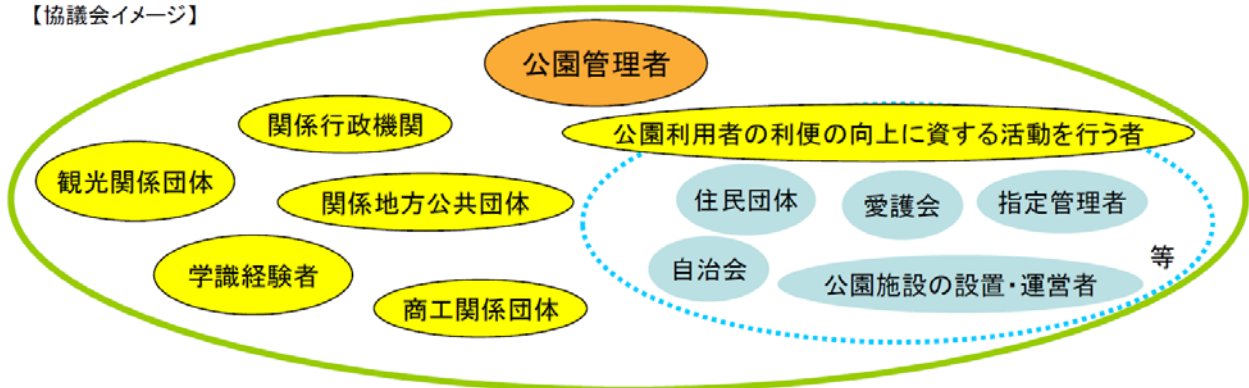 【協議会イメージ】
公園管理者
関係行政機関
公園利用者の利便の向上に資する活動を行う者
観光関係団体
関係地方公共団体
住民団体
愛護会
指定管理者
学識経験者
自治会
等
公園施設の設置・運営者
商工関係団体